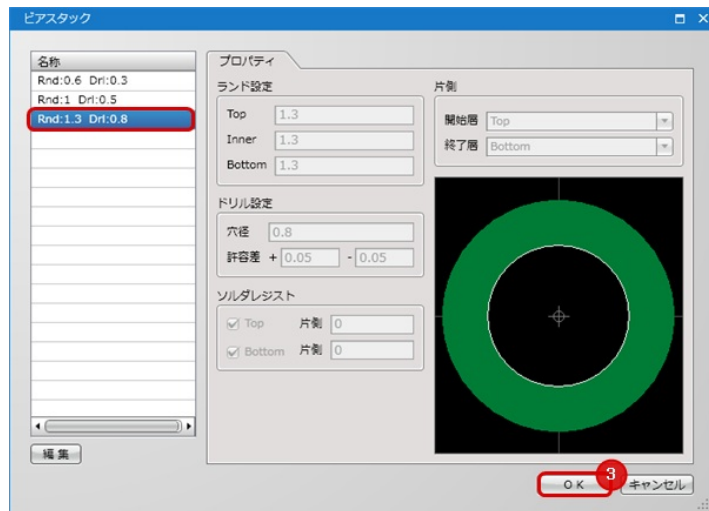 ビアスタック
名称
Rnd:0.6 Drl:0.3
Rnd:1 Drl:0.5
Rnd:1.3 Drl:0.8
編集
プロパティ
ランド設定
Top 1.3
Inner 1.3
Bottom 1.3
ドリル設定
穴径 0.8
許容差 + 0.05 - 0.05
ソルダレジスト
Top 片側 0
Bottom 片側 0
片側
開始層 Top
終了層 Bottom
3
OK キャンセル